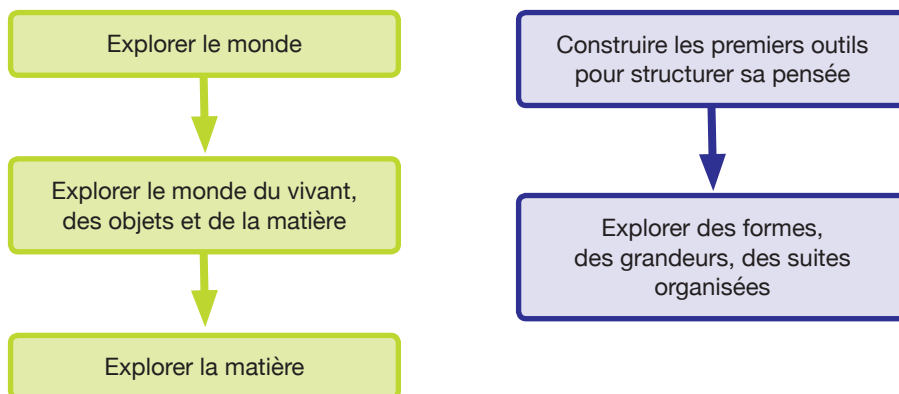 Explorer le monde
Explorer le monde du vivant,
des objets et de la matière
Explorer la matière
Construire les premiers outils
pour structurer sa pensée
Explorer des formes,
des grandeurs, des suites
organisées